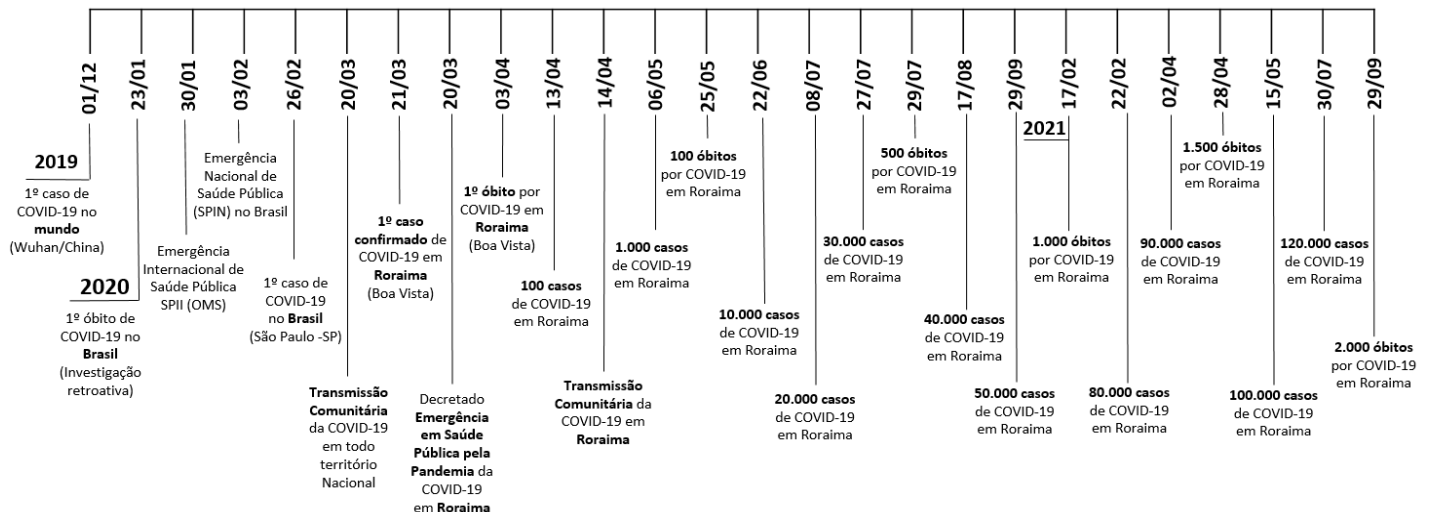 01/12
23/01
30/01
03/02
26/02
20/03
21/03
20/03
03/04
13/04
14/04
06/05
25/05
22/06
08/07
27/07
29/07
17/08
29/09
17/02
22/02
02/04
28/04
15/05
30/07
29/09
2019
1º caso de
COVID-19 no
mundo
(Wuhan/China)
2020
1º óbito de
COVID-19 no
Brasil
(Investigação
retroativa)
Emergência
Internacional de
Saúde Pública
SPII (OMS)
Emergência
Nacional de
Saúde Pública
(SPIN) no Brasil
1º caso de
COVID-19
no Brasil
(São Paulo -SP)
Transmissão
Comunitária
da COVID-19
em todo
território
Nacional
1º caso
confirmado de
COVID-19 em
Roraima
(Boa Vista)
Decretado
Emergência
em Saúde
Pública pela
Pandemia da
COVID-19
em Roraima
1º óbito por
COVID-19 em
Roraima
(Boa Vista)
100 casos
de COVID-19
em Roraima
Transmissão
Comunitária da
COVID-19 em
Roraima
1.000 casos
de COVID-19
em Roraima
100 óbitos
por COVID-19
em Roraima
10.000 casos
de COVID-19
em Roraima
20.000 casos
de COVID-19
em Roraima
30.000 casos
de COVID-19
em Roraima
500 óbitos
por COVID-19
em Roraima
40.000 casos
de COVID-19
em Roraima
50.000 casos
de COVID-19
em Roraima
2021
1.000 óbitos
por COVID-19
em Roraima
80.000 casos
de COVID-19
em Roraima
90.000 casos
de COVID-19
em Roraima
1.500 óbitos
por COVID-19
em Roraima
100.000 casos
de COVID-19
em Roraima
120.000 casos
de COVID-19
em Roraima
2.000 óbitos
por COVID-19
em Roraima